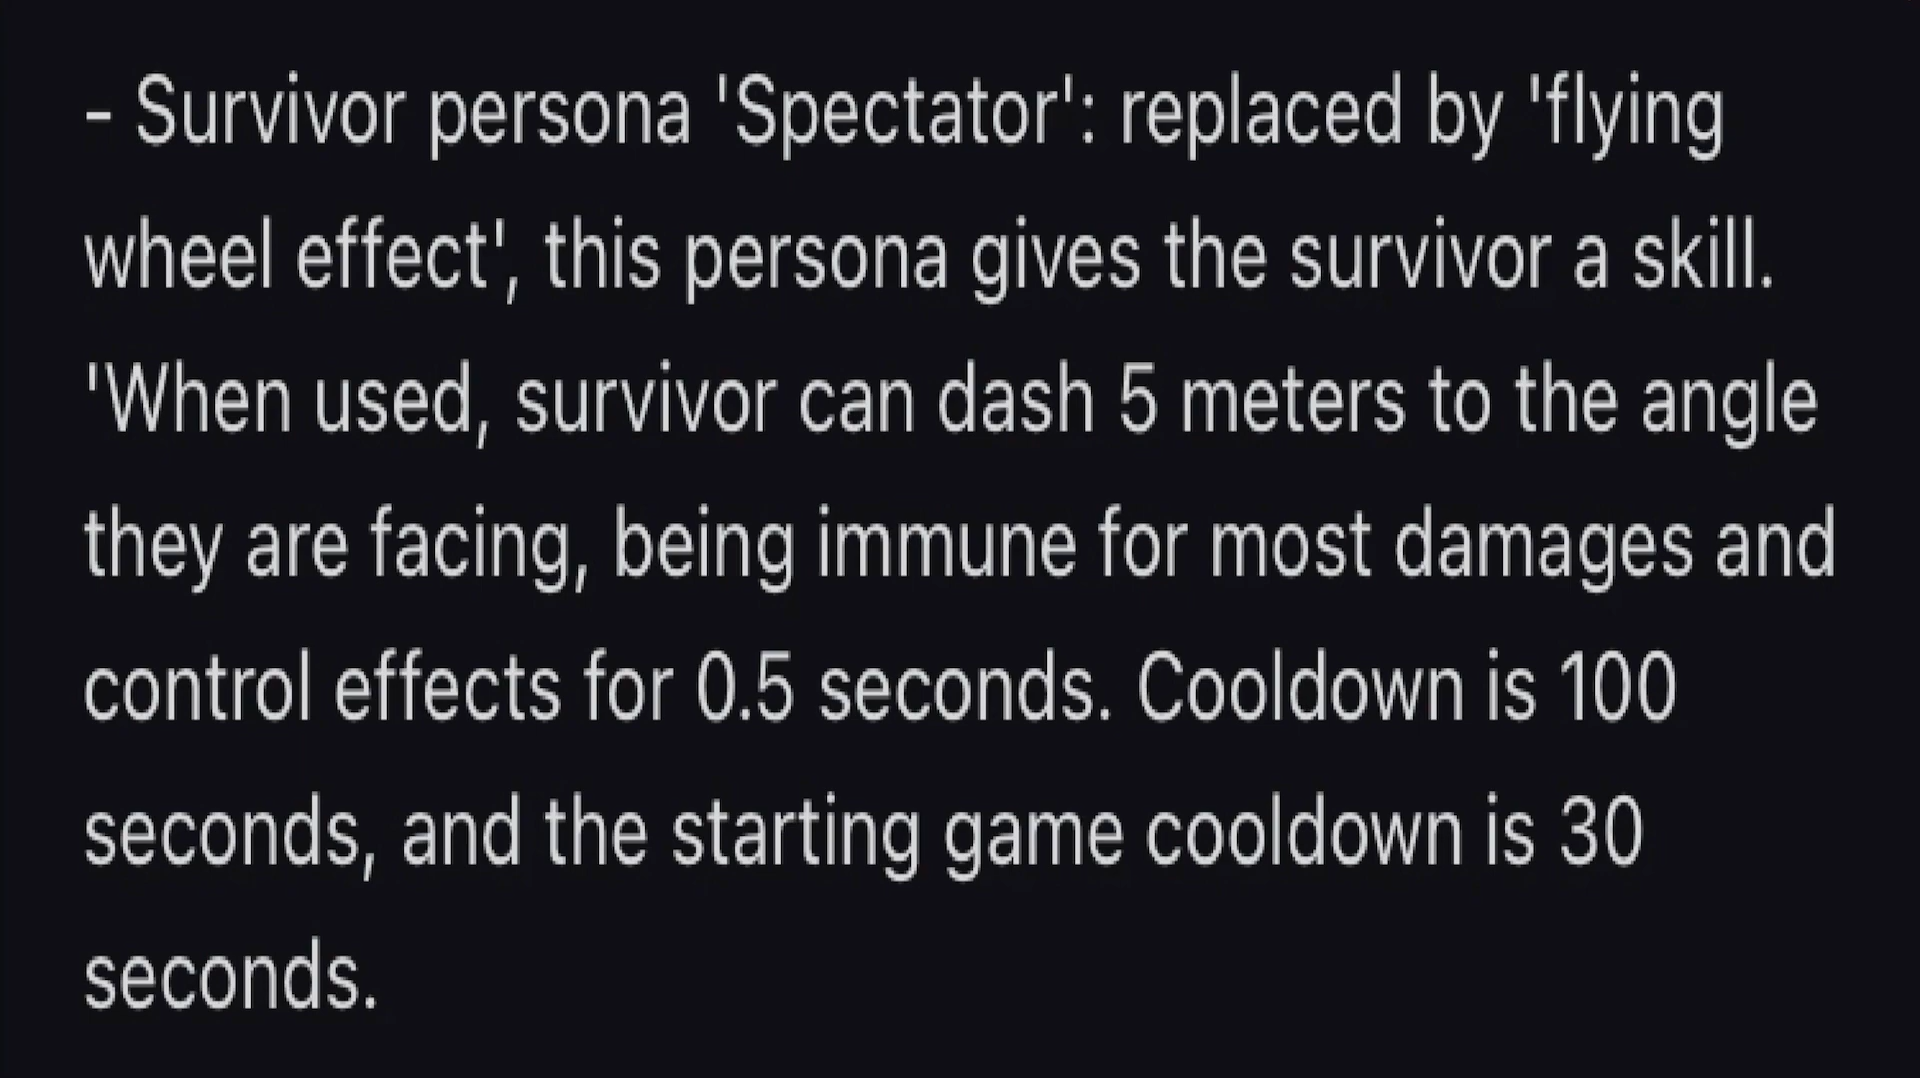 - Survivor persona 'Spectator': replaced by 'flying
wheel effect', this persona gives the survivor a skill.
'When used, survivor can dash 5 meters to the angle
they are facing, being immune for most damages and
control effects for 0.5 seconds. Cooldown is 100
seconds, and the starting game cooldown is 30
seconds.